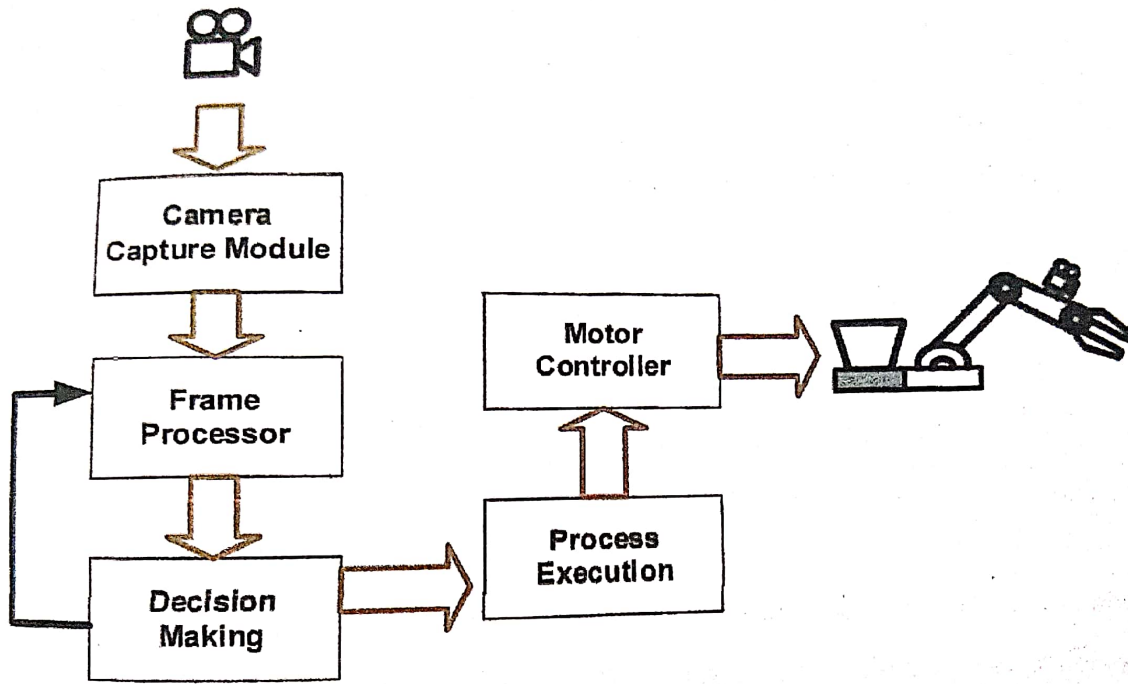 Camera
Capture Module
Frame
Processor
Decision
Making
Process
Execution
Motor
Controller